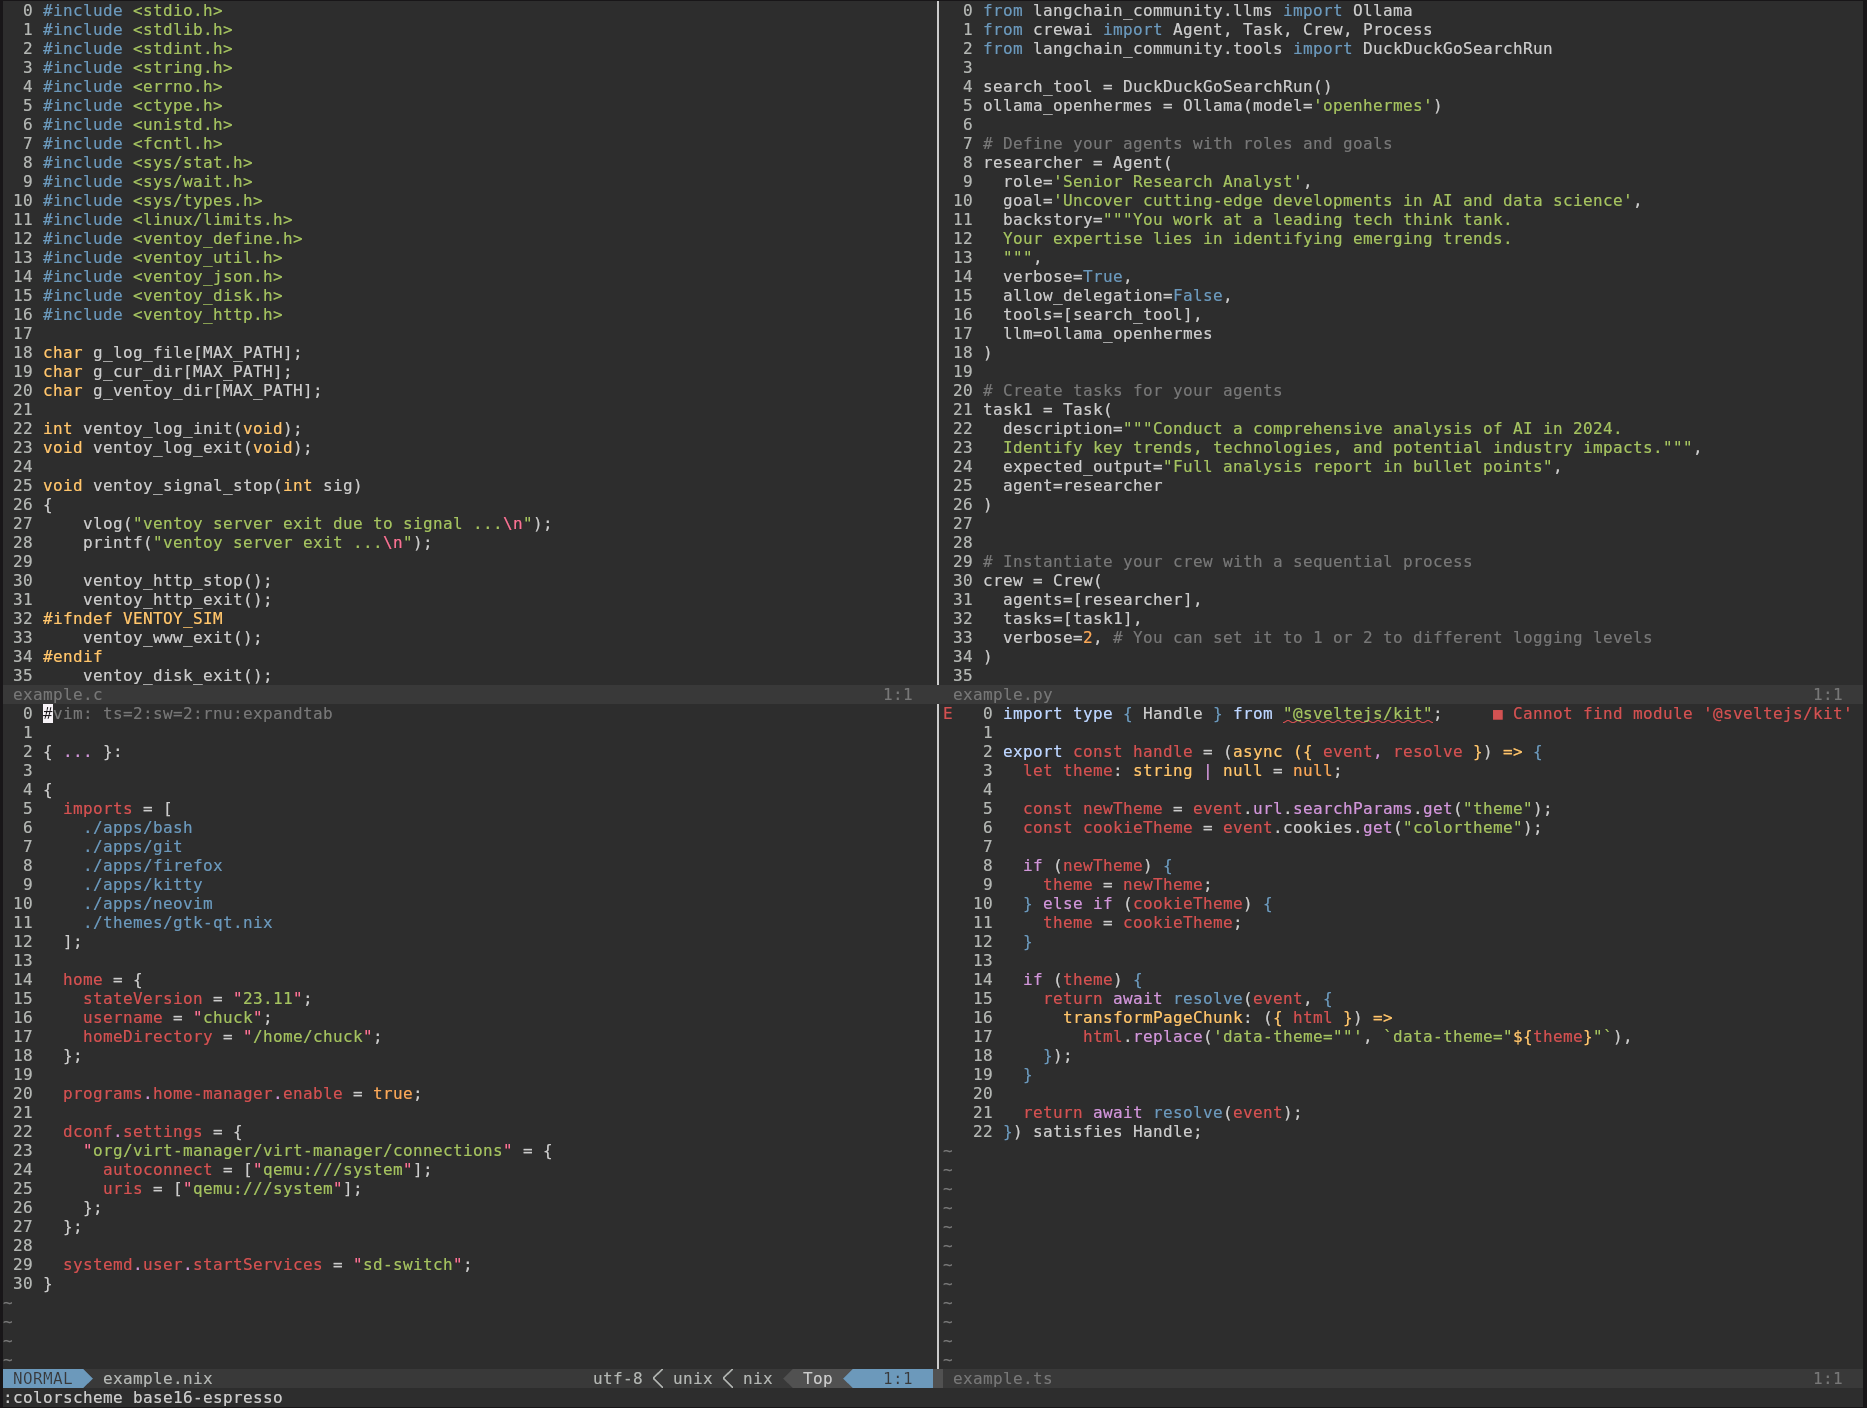 0 #include <stdio.h>
1 #include <stdlib.h>
2 #include <stdint.h>
3 #include <string.h>
4 #include <errno.h>
5 #include <ctype.h>
6 #include <unistd.h>
7 #include <fcntl.h>
8 #include <sys/stat.h>
9 #include <sys/wait.h>
10 #include <sys/types.h>
11 #include <linux/limits.h>
12 #include <ventoy_define.h>
13 #include <ventoy_util.h>
14 #include <ventoy_json.h>
15 #include <ventoy_disk.h>
16 #include <ventoy_http.h>
17
18 char g_log_file[MAX_PATH];
19 char g_cur_dir[MAX_PATH];
20 char g_ventoy_dir[MAX_PATH];
21
22 int ventoy_log_init(void);
23 void ventoy_log_exit(void);
24
25 void ventoy_signal_stop(int sig)
26 {
27     vlog("ventoy server exit due to signal ...\n");
28     printf("ventoy server exit ...\n");
29
30     ventoy_http_stop();
31     ventoy_http_exit();
32 #ifndef VENTOY_SIM
33     ventoy_www_exit();
34 #endif
35     ventoy_disk_exit();
example.c 1:1
0 from langchain_community.llms import Ollama
1 from crewai import Agent, Task, Crew, Process
2 from langchain_community.tools import DuckDuckGoSearchRun
3
4 search_tool = DuckDuckGoSearchRun()
5 ollama_openhermes = Ollama(model='openhermes')
6
7 # Define your agents with roles and goals
8 researcher = Agent(
9   role='Senior Research Analyst',
10   goal='Uncover cutting-edge developments in AI and data science',
11   backstory="""You work at a leading tech think tank.
12   Your expertise lies in identifying emerging trends.
13   """,
14   verbose=True,
15   allow_delegation=False,
16   tools=[search_tool],
17   llm=ollama_openhermes
18 )
19
20 # Create tasks for your agents
21 task1 = Task(
22   description="""Conduct a comprehensive analysis of AI in 2024.
23   Identify key trends, technologies, and potential industry impacts.""",
24   expected_output="Full analysis report in bullet points",
25   agent=researcher
26 )
27
28
29 # Instantiate your crew with a sequential process
30 crew = Crew(
31   agents=[researcher],
32   tasks=[task1],
33   verbose=2, # You can set it to 1 or 2 to different logging levels
34 )
35
example.py 1:1
0 #vim: ts=2:sw=2:rnu:expandtab
1
2 { ... }:
3
4 {
5   imports = [
6     ./apps/bash
7     ./apps/git
8     ./apps/firefox
9     ./apps/kitty
10     ./apps/neovim
11     ./themes/gtk-qt.nix
12   ];
13
14   home = {
15     stateVersion = "23.11";
16     username = "chuck";
17     homeDirectory = "/home/chuck";
18   };
19
20   programs.home-manager.enable = true;
21
22   dconf.settings = {
23     "org/virt-manager/virt-manager/connections" = {
24       autoconnect = ["qemu:///system"];
25       uris = ["qemu:///system"];
26     };
27   };
28
29   systemd.user.startServices = "sd-switch";
30 }
~
~
~
~
NORMAL example.nix utf-8 unix nix Top 1:1
E 0 import type { Handle } from "@sveltejs/kit"; ■ Cannot find module '@sveltejs/kit'
1
2 export const handle = (async ({ event, resolve }) => {
3   let theme: string | null = null;
4
5   const newTheme = event.url.searchParams.get("theme");
6   const cookieTheme = event.cookies.get("colortheme");
7
8   if (newTheme) {
9     theme = newTheme;
10   } else if (cookieTheme) {
11     theme = cookieTheme;
12   }
13
14   if (theme) {
15     return await resolve(event, {
16       transformPageChunk: ({ html }) =>
17         html.replace('data-theme=""', `data-theme="${theme}"`),
18     });
19   }
20
21   return await resolve(event);
22 }) satisfies Handle;
~
~
~
~
~
~
~
~
~
~
~
~
example.ts 1:1
:colorscheme base16-espresso